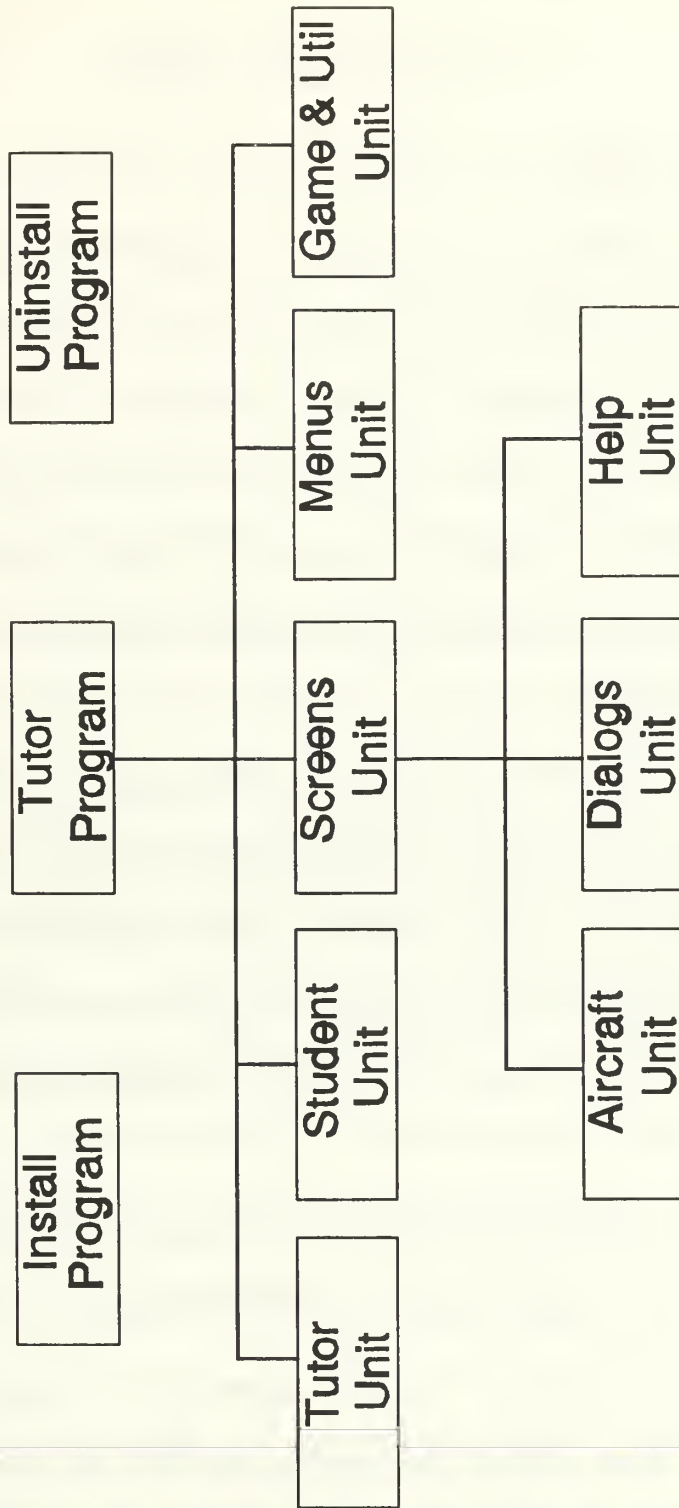 Install
Program
Tutor
Program
Uninstall
Program
Tutor
Unit
Student
Unit
Screens
Unit
Menus
Unit
Game & Util
Unit
Aircraft
Unit
Dialogs
Unit
Help
Unit